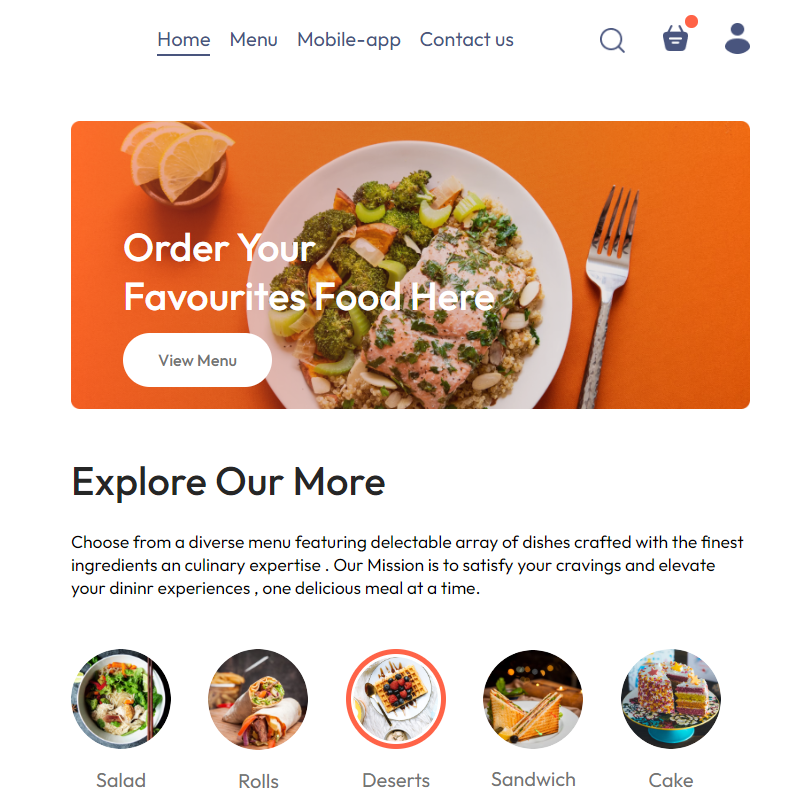 Home Menu Mobile-app Contact us
Order Your
Favourites Food Here
View Menu
Explore Our More
Choose from a diverse menu featuring delectable array of dishes crafted with the finest
ingredients an culinary expertise . Our Mission is to satisfy your cravings and elevate
your dininr experiences , one delicious meal at a time.
Salad Rolls Deserts Sandwich Cake